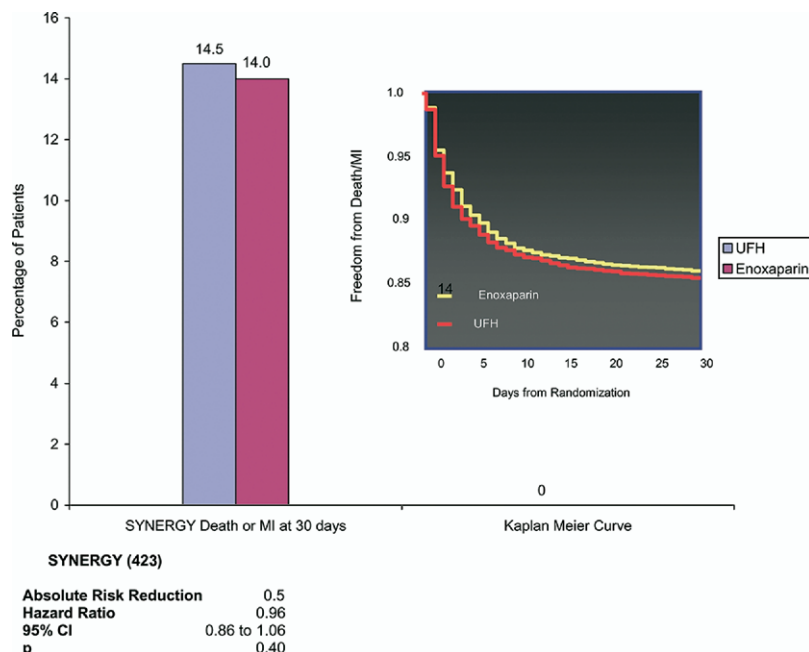 16
14
12
10
8
6
4
2
0
Percentage of Patients
14.5
14.0
0
SYNERGY Death or MI at 30 days
Kaplan Meier Curve
1.0
0.95
0.9
0.85
0.8
Freedom from Death/MI
14
Enoxaparin
UFH
0 5 10 15 20 25 30
Days from Randomization
UFH
Enoxaparin
SYNERGY (423)
Absolute Risk Reduction 0.5
Hazard Ratio 0.96
95% CI 0.86 to 1.06
p 0.40